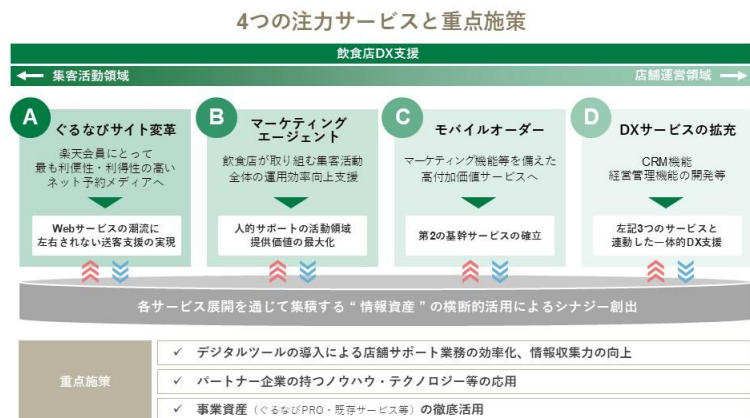 4つの注力サービスと重点施策
飲食店DX支援
集客活動領域
店舗運営領域
A
ぐるなびサイト変革
楽天会員にとって
最も利便性・利得性の高い
ネット予約メディアへ
Webサービスの潮流に
左右されない送客支援の実現
B
マーケティング
エージェント
飲食店が取り組む集客活動
全体の運用効率向上支援
人的サポートの活動領域
提供価値の最大化
C
モバイルオーダー
マーケティング機能等を備えた
高付加価値サービスへ
第2の基幹サービスの確立
D
DXサービスの拡充
CRM機能
経営管理機能の開発等
左記3つのサービスと
連動した一体的DX支援
各サービス展開を通じて集積する“情報資産”の横断的活用によるシナジー創出
重点施策
✓ デジタルツールの導入による店舗サポート業務の効率化、情報収集力の向上
✓ パートナー企業の持つノウハウ・テクノロジー等の応用
✓ 事業資産（ぐるなびPRO・既存サービス等）の徹底活用